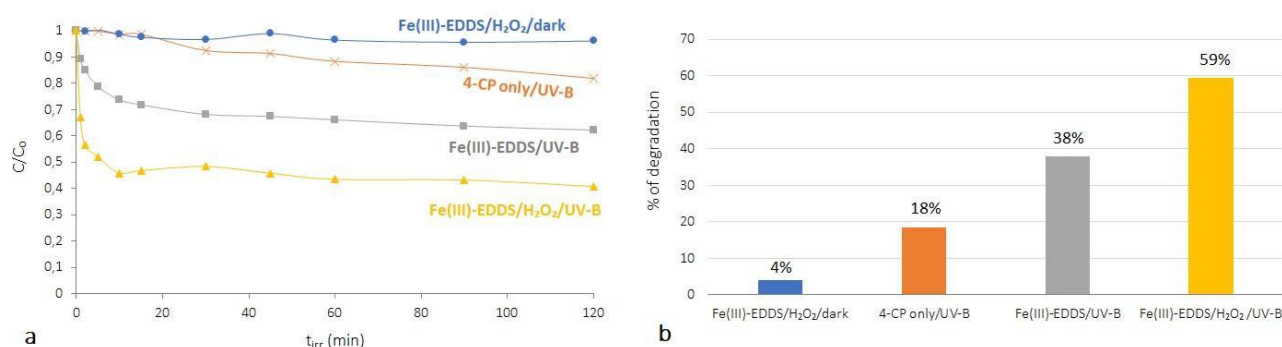 C/C₀
1
0,9
0,8
0,7
0,6
0,5
0,4
0,3
0,2
0,1
0
0 20 40 60 80 100 120
t_irr (min)
Fe(III)-EDDS/H₂O₂/dark
4-CP only/UV-B
Fe(III)-EDDS/UV-B
Fe(III)-EDDS/H₂O₂/UV-B
a
% of degradation
70
60
50
40
30
20
10
0
4%
18%
38%
59%
Fe(III)-EDDS/H₂O₂/dark 4-CP only/UV-B Fe(III)-EDDS/UV-B Fe(III)-EDDS/H₂O₂ /UV-B
b